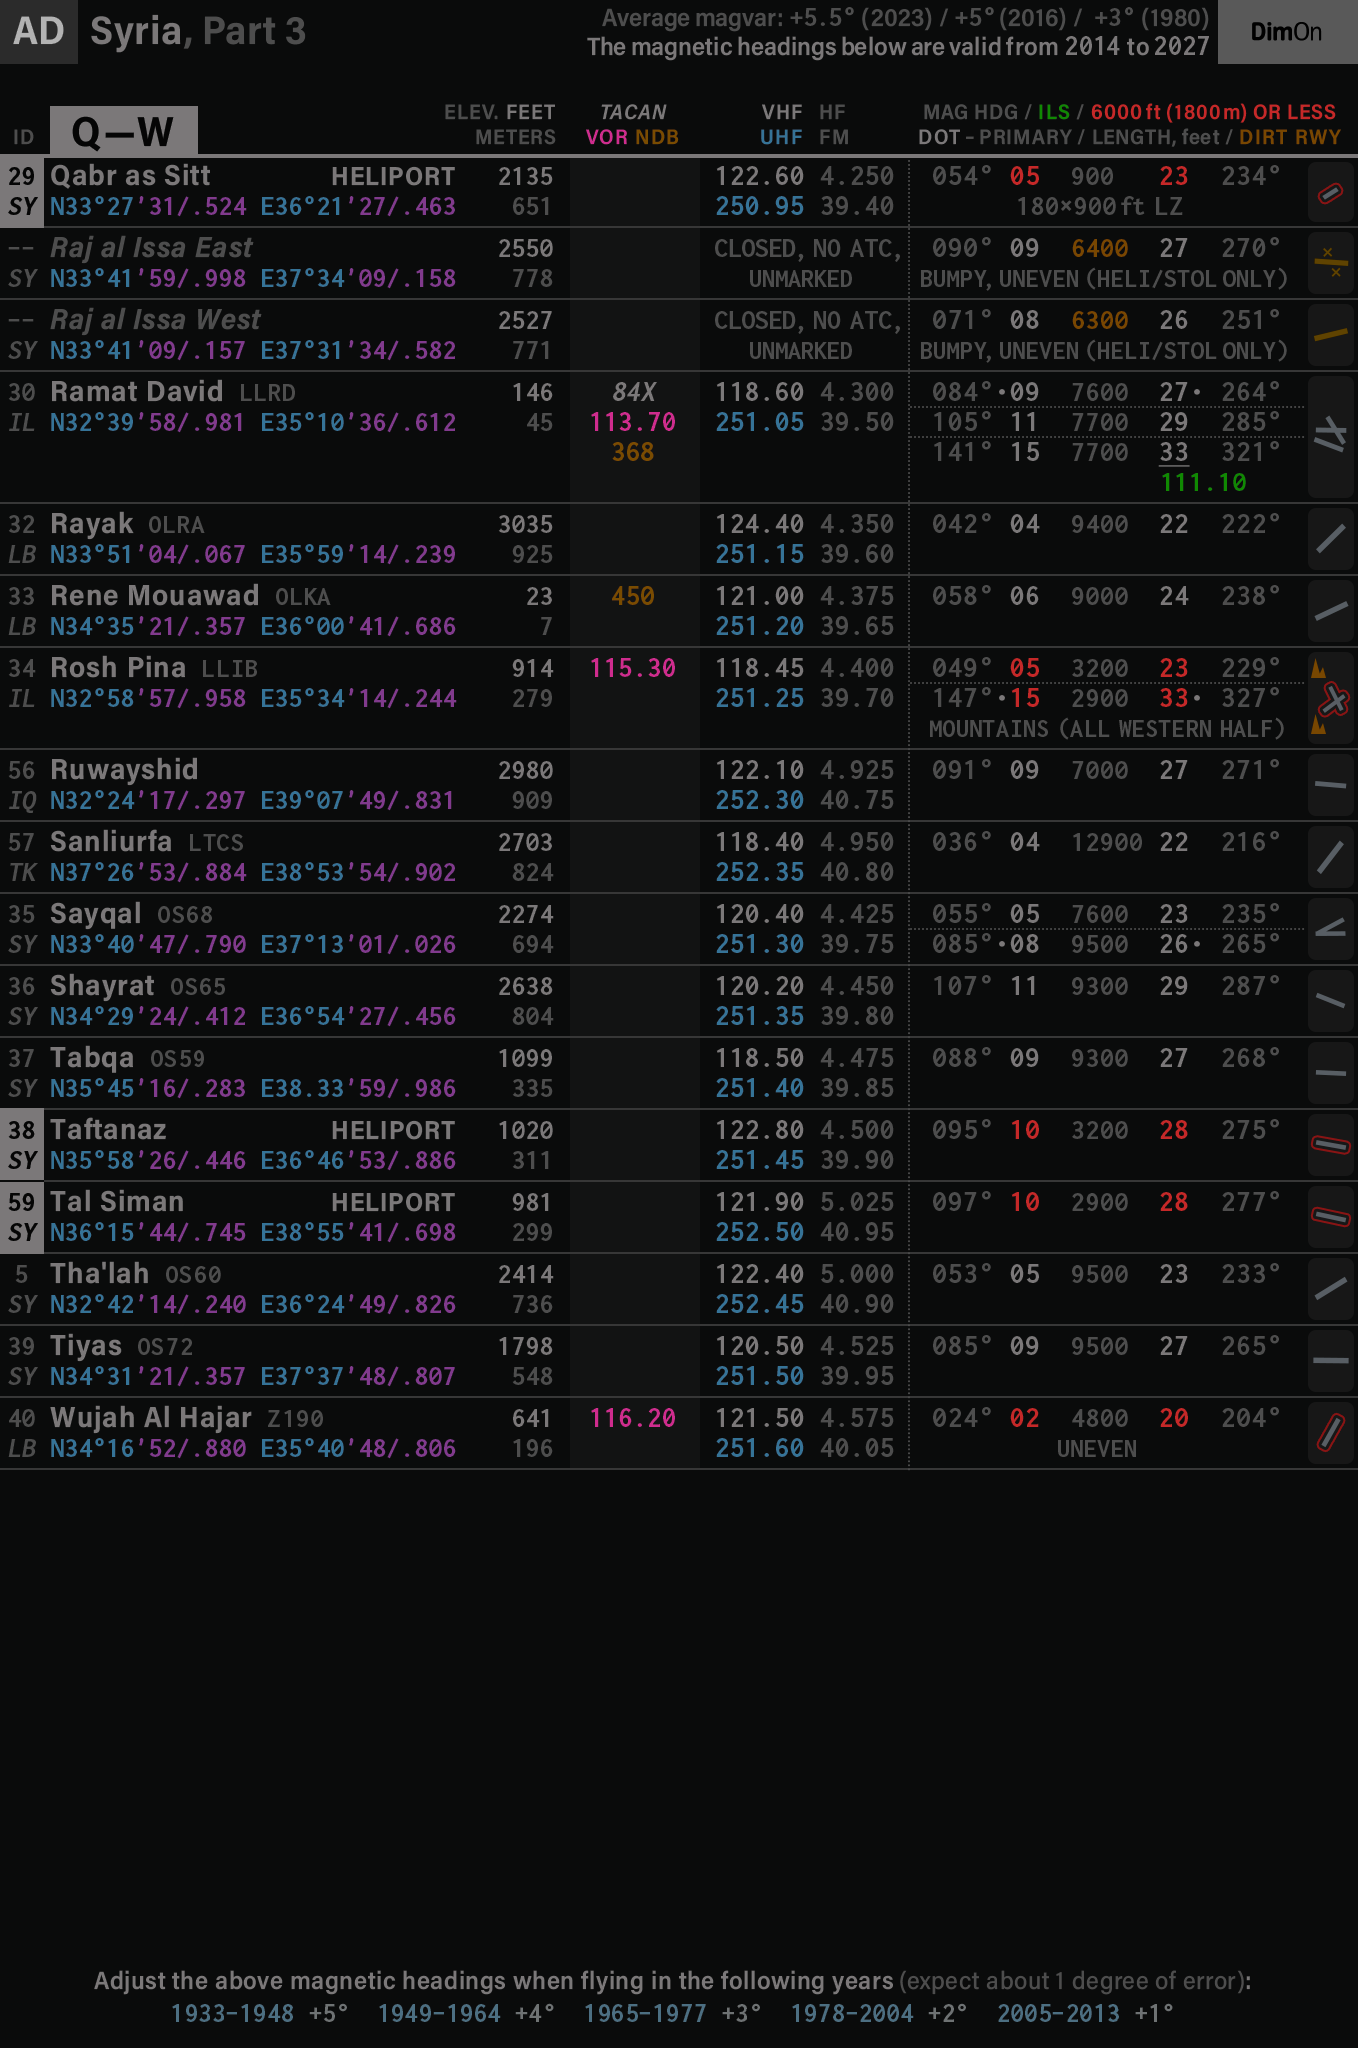 AD Syria, Part 3 Average magvar: +5.5° (2023) / +5° (2016) / +3° (1980) DimOn
The magnetic headings below are valid from 2014 to 2027
ELEV. FEET TACAN VHF HF MAG HDG / ILS / 6000 ft (1800 m) OR LESS
ID Q—W METERS VOR NDB UHF FM DOT – PRIMARY / LENGTH, feet / DIRT RWY
29 Qabr as Sitt HELIPORT 2135 122.60 4.250 054° 05 900 23 234°
SY N33°27'31/.524 E36°21'27/.463 651 250.95 39.40 180×900 ft LZ
-- Raj al Issa East 2550 CLOSED, NO ATC, 090° 09 6400 27 270°
SY N33°41'59/.998 E37°34'09/.158 778 UNMARKED BUMPY, UNEVEN (HELI/STOL ONLY)
-- Raj al Issa West 2527 CLOSED, NO ATC, 071° 08 6300 26 251°
SY N33°41'09/.157 E37°31'34/.582 771 UNMARKED BUMPY, UNEVEN (HELI/STOL ONLY)
30 Ramat David LLRD 146 84X 118.60 4.300 084° •09 7600 27• 264°
IL N32°39'58/.981 E35°10'36/.612 45 113.70 251.05 39.50 105° 11 7700 29 285°
368 141° 15 7700 33 321°
111.10
32 Rayak OLRA 3035 124.40 4.350 042° 04 9400 22 222°
LB N33°51'04/.067 E35°59'14/.239 925 251.15 39.60
33 Rene Mouawad OLKA 23 450 121.00 4.375 058° 06 9000 24 238°
LB N34°35'21/.357 E36°00'41/.686 7 251.20 39.65
34 Rosh Pina LLIB 914 115.30 118.45 4.400 049° 05 3200 23 229°
IL N32°58'57/.958 E35°34'14/.244 279 251.25 39.70 147° •15 2900 33• 327°
MOUNTAINS (ALL WESTERN HALF)
56 Ruwayshid 2980 122.10 4.925 091° 09 7000 27 271°
IQ N32°24'17/.297 E39°07'49/.831 909 252.30 40.75
57 Sanliurfa LTCS 2703 118.40 4.950 036° 04 12900 22 216°
TK N37°26'53/.884 E38°53'54/.902 824 252.35 40.80
35 Sayqal OS68 2274 120.40 4.425 055° 05 7600 23 235°
SY N33°40'47/.790 E37°13'01/.026 694 251.30 39.75 085° •08 9500 26• 265°
36 Shayrat OS65 2638 120.20 4.450 107° 11 9300 29 287°
SY N34°29'24/.412 E36°54'27/.456 804 251.35 39.80
37 Tabqa OS59 1099 118.50 4.475 088° 09 9300 27 268°
SY N35°45'16/.283 E38.33'59/.986 335 251.40 39.85
38 Taftanaz HELIPORT 1020 122.80 4.500 095° 10 3200 28 275°
SY N35°58'26/.446 E36°46'53/.886 311 251.45 39.90
59 Tal Siman HELIPORT 981 121.90 5.025 097° 10 2900 28 277°
SY N36°15'44/.745 E38°55'41/.698 299 252.50 40.95
5 Tha'lah OS60 2414 122.40 5.000 053° 05 9500 23 233°
SY N32°42'14/.240 E36°24'49/.826 736 252.45 40.90
39 Tiyas OS72 1798 120.50 4.525 085° 09 9500 27 265°
SY N34°31'21/.357 E37°37'48/.807 548 251.50 39.95
40 Wujah Al Hajar Z190 641 116.20 121.50 4.575 024° 02 4800 20 204°
LB N34°16'52/.880 E35°40'48/.806 196 251.60 40.05 UNEVEN
Adjust the above magnetic headings when flying in the following years (expect about 1 degree of error):
1933–1948 +5° 1949–1964 +4° 1965–1977 +3° 1978–2004 +2° 2005–2013 +1°